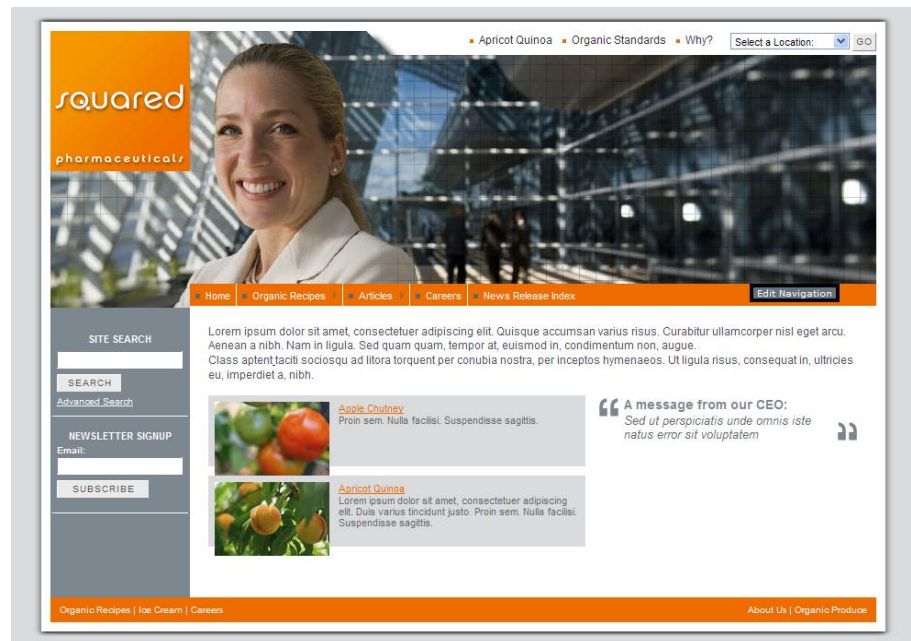 Apricot Quinoa Organic Standards Why? Select a Location: GO
squared
pharmaceuticals
Home Organic Recipes Articles Careers News Release Index Edit Navigation
SITE SEARCH
SEARCH
Advanced Search
NEWSLETTER SIGNUP
Email:
SUBSCRIBE
Lorem ipsum dolor sit amet, consectetuer adipiscing elit. Quisque accumsan varius risus. Curabitur ullamcorper nisl eget arcu.
Aenean a nibh. Nam in ligula. Sed quam quam, tempor at, euismod in, condimentum non, augue.
Class aptent taciti sociosqu ad litora torquent per conubia nostra, per inceptos hymenaeos. Ut ligula risus, consequat in, ultricies
eu, imperdiet a, nibh.
Apple Chutney
Proin sem. Nulla facilisi. Suspendisse sagittis.
Apricot Quinoa
Lorem ipsum dolor sit amet, consectetuer adipiscing
elit. Duis varius tincidunt justo. Proin sem. Nulla facilisi.
Suspendisse sagittis.
A message from our CEO:
Sed ut perspiciatis unde omnis iste
natus error sit voluptatem
Organic Recipes | Ice Cream | Careers
About Us | Organic Produce